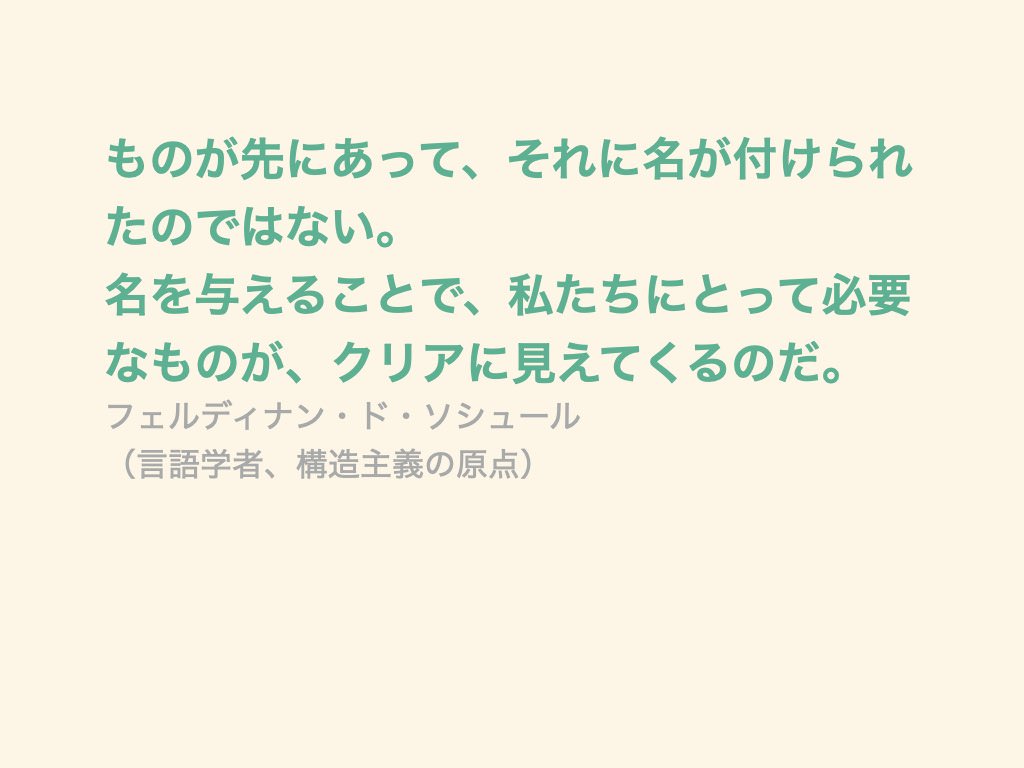 ものが先にあって、それに名が付けられ
たのではない。
名を与えることで、私たちにとって必要
なものが、クリアに見えてくるのだ。
フェルディナン・ド・ソシュール
（言語学者、構造主義の原点）